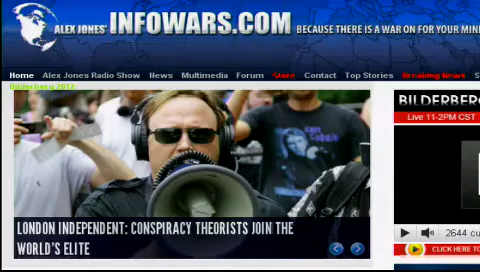 ALEX JONES' INFOWARS.COM BECAUSE THERE IS A WAR ON FOR YOUR MIN
Home Alex Jones Radio Show News Multimedia Forum Store Contact Top Stories Breaking News S
Bilderberg 2012
BILDERBERG
Live 11-2PM CST
LONDON INDEPENDENT: CONSPIRACY THEORISTS JOIN THE
WORLD'S ELITE
2644 cu
CLICK HERE TO